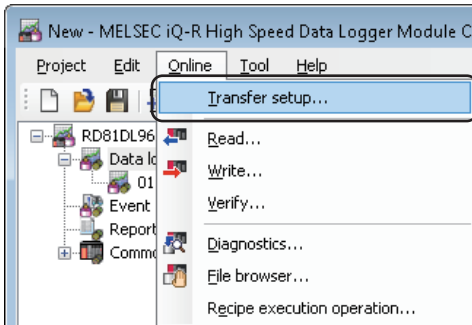 New - MELSEC iQ-R High Speed Data Logger Module C
Project Edit Online Tool Help
Transfer setup...
RD81DL96
Read...
Data lo
Write...
01
Event
Verify...
Report
Diagnostics...
Commo
File browser...
Recipe execution operation...